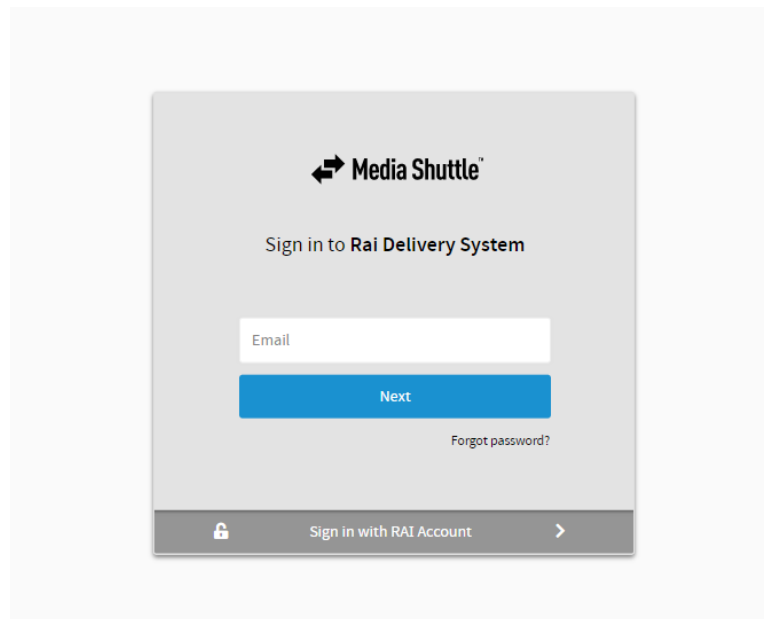 Media Shuttle™
Sign in to Rai Delivery System
Email
Next
Forgot password?
Sign in with RAI Account